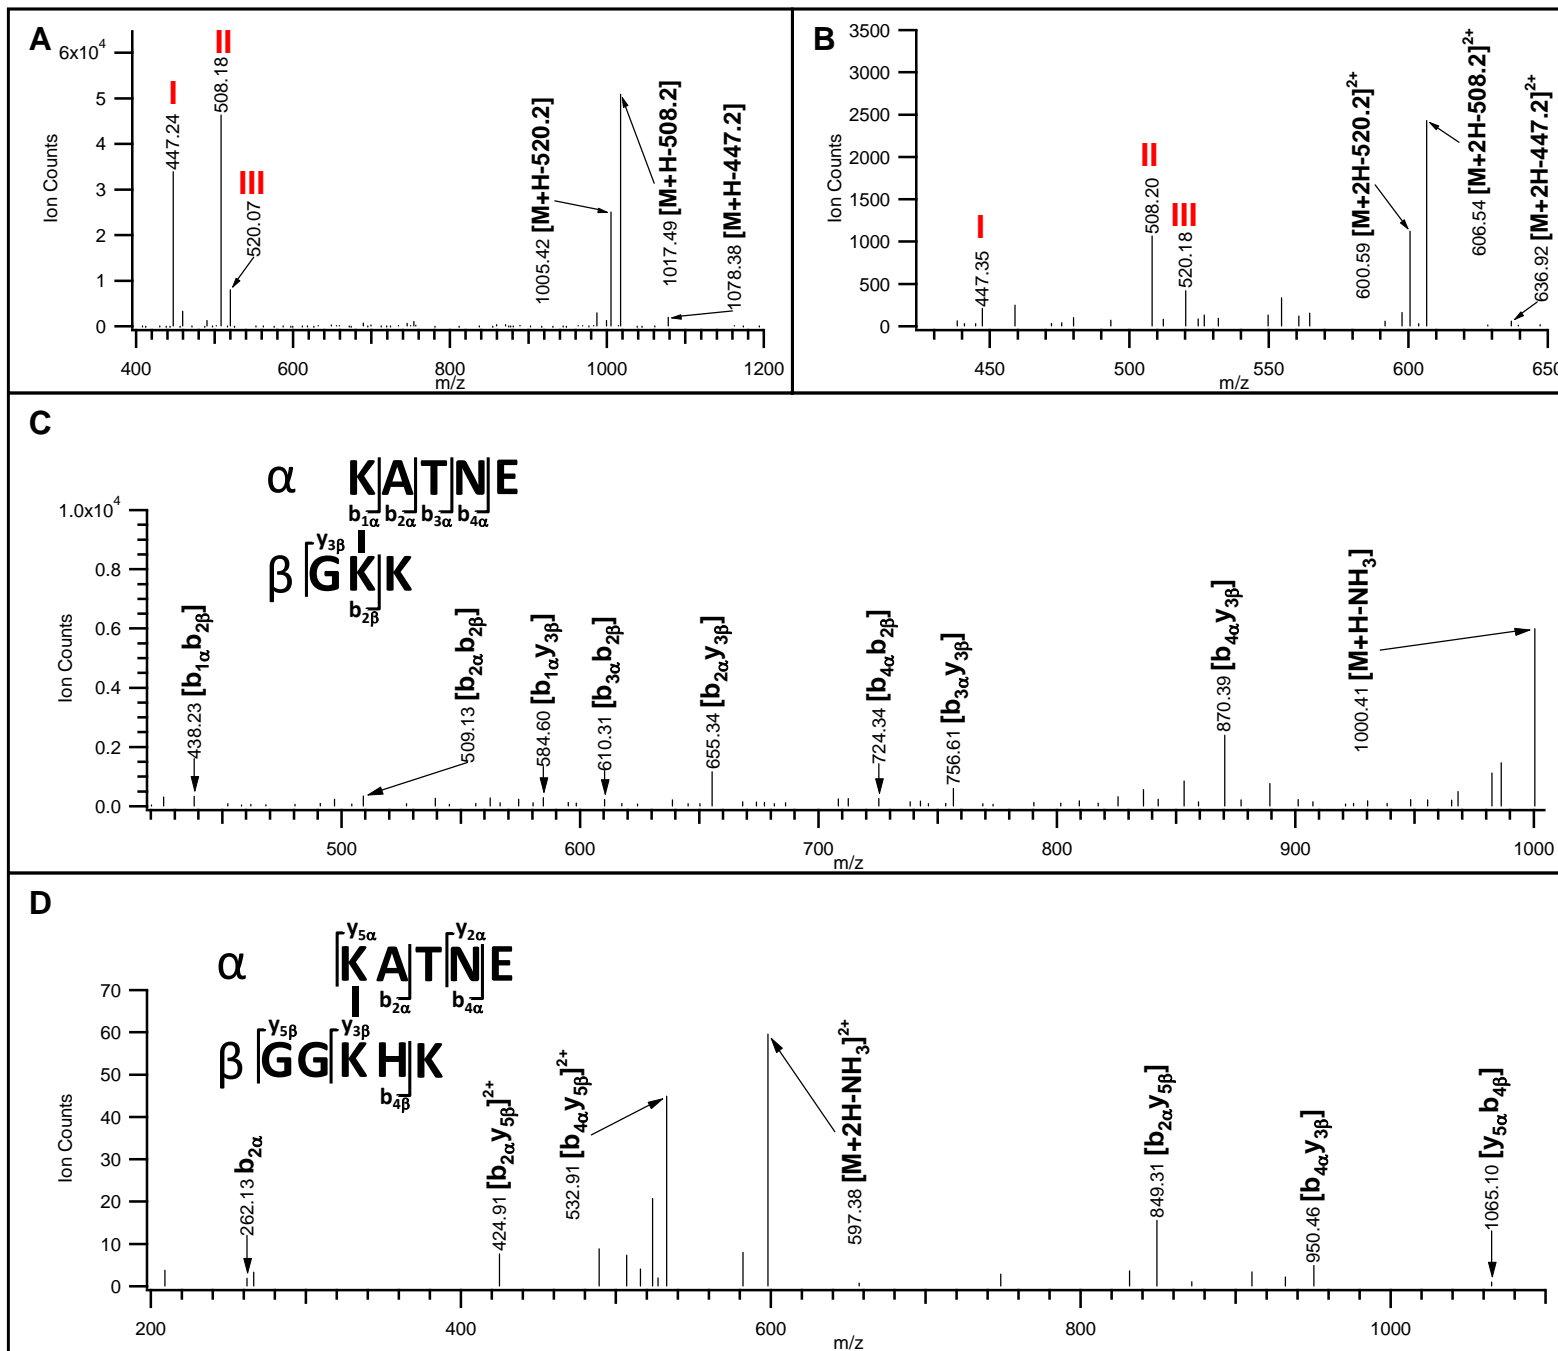 A
6x10⁴
5
4
3
2
1
0
Ion Counts
I
447.24
II
508.18
III
520.07
1005.42 [M+H-520.2]
1017.49 [M+H-508.2]
1078.38 [M+H-447.2]
400
600
800
1000
1200
m/z
B
3500
3000
2500
2000
1500
1000
500
0
Ion Counts
I
447.35
II
508.20
III
520.18
600.59 [M+2H-520.2]²⁺
606.54 [M+2H-508.2]²⁺
636.92 [M+2H-447.2]²⁺
450
500
550
600
650
m/z
C
α KATNE
b1α b2α b3α b4α
y3β
β GKK
b2β
1.0x10⁴
0.8
0.6
0.4
0.2
0.0
Ion Counts
438.23 [b1αb2β]
509.13 [b2αb2β]
584.60 [b1αy3β]
610.31 [b3αb2β]
655.34 [b2αy3β]
724.34 [b4αb2β]
756.61 [b3αy3β]
870.39 [b4αy3β]
1000.41 [M+H-NH3]
500
600
700
800
900
1000
m/z
D
y5α y2α
α KATNE
b2α b4α
y5β y3β
β GGKHK
b4β
70
60
50
40
30
20
10
0
Ion Counts
262.13 b2α
424.91 [b2αy5β]²⁺
532.91 [b4αy5β]²⁺
597.38 [M+2H-NH3]²⁺
849.31 [b2αy5β]
950.46 [b4αy3β]
1065.10 [y5αb4β]
200
400
600
800
1000
m/z